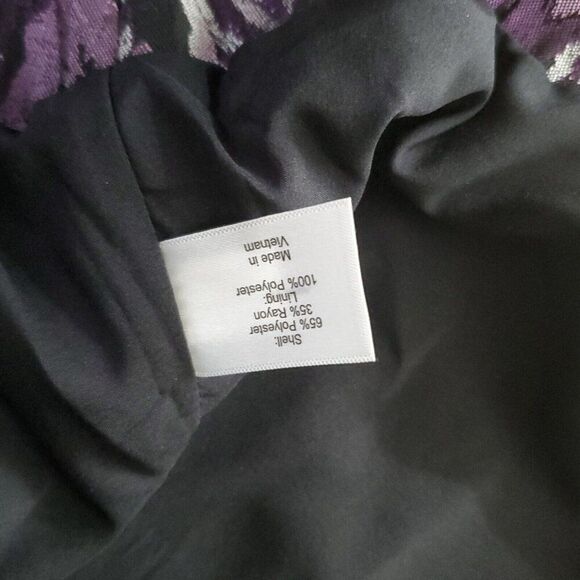 Shell:
65% Polyester
35% Rayon
Lining:
100% Polyester
Made in
Vietnam